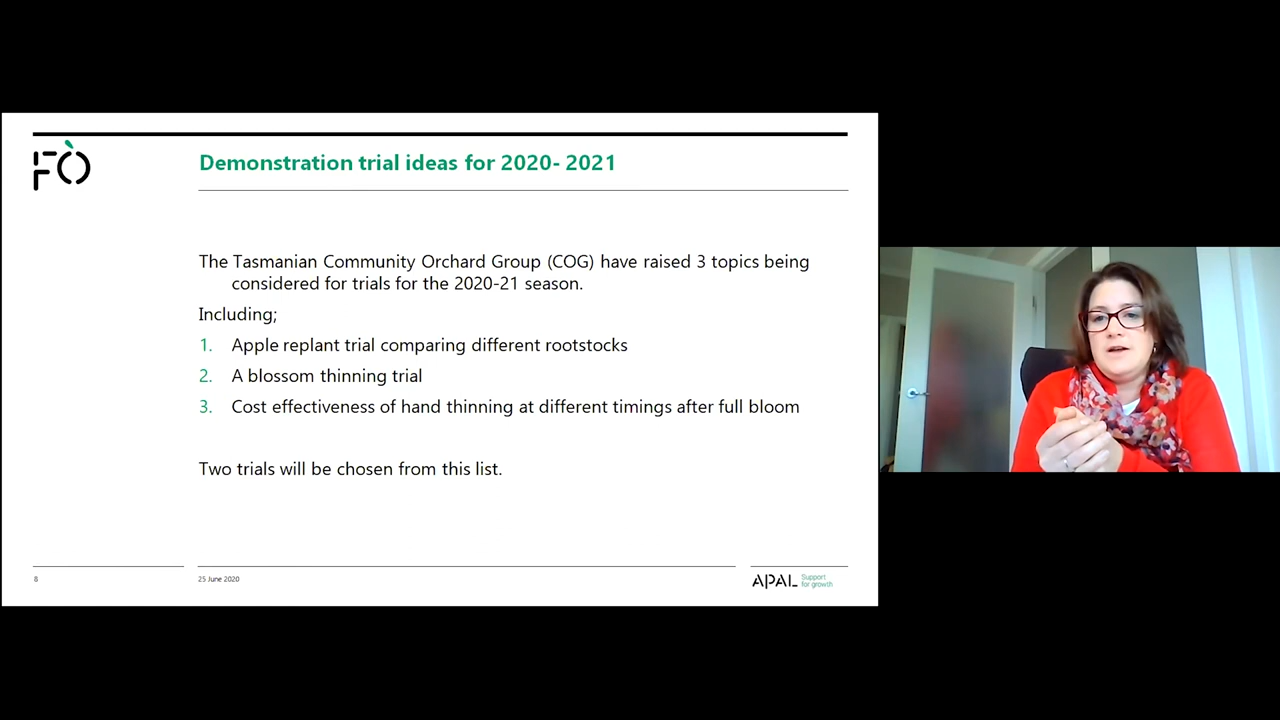 FO
Demonstration trial ideas for 2020- 2021
The Tasmanian Community Orchard Group (COG) have raised 3 topics being
considered for trials for the 2020-21 season.
Including;
1. Apple replant trial comparing different rootstocks
2. A blossom thinning trial
3. Cost effectiveness of hand thinning at different timings after full bloom
Two trials will be chosen from this list.
8
25 June 2020
APAL Support
for growth